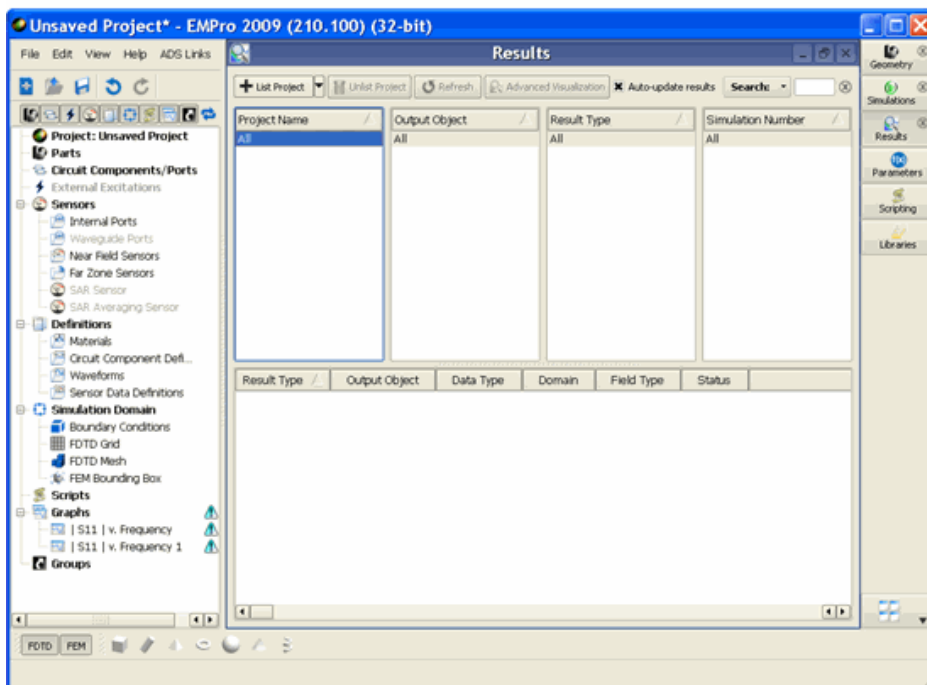 Unsaved Project* - EMPro 2009 (210.100) (32-bit)
File Edit View Help ADS Links
Results
Geometry
Simulations
Results
Parameters
Scripting
Libraries
List Project Unlist Project Refresh Advanced Visualization Auto-update results Search:
Project Name Output Object Result Type Simulation Number
All All All All
Project: Unsaved Project
Parts
Circuit Components/Ports
External Excitations
Sensors
Internal Ports
Waveguide Ports
Near Field Sensors
Far Zone Sensors
SAR Sensor
SAR Averaging Sensor
Definitions
Materials
Circuit Component Defi...
Waveforms
Sensor Data Definitions
Simulation Domain
Boundary Conditions
FDTD Grid
FDTD Mesh
FEM Bounding Box
Scripts
Graphs
| S11 | v. Frequency
| S11 | v. Frequency 1
Groups
Result Type Output Object Data Type Domain Field Type Status
FDTD FEM